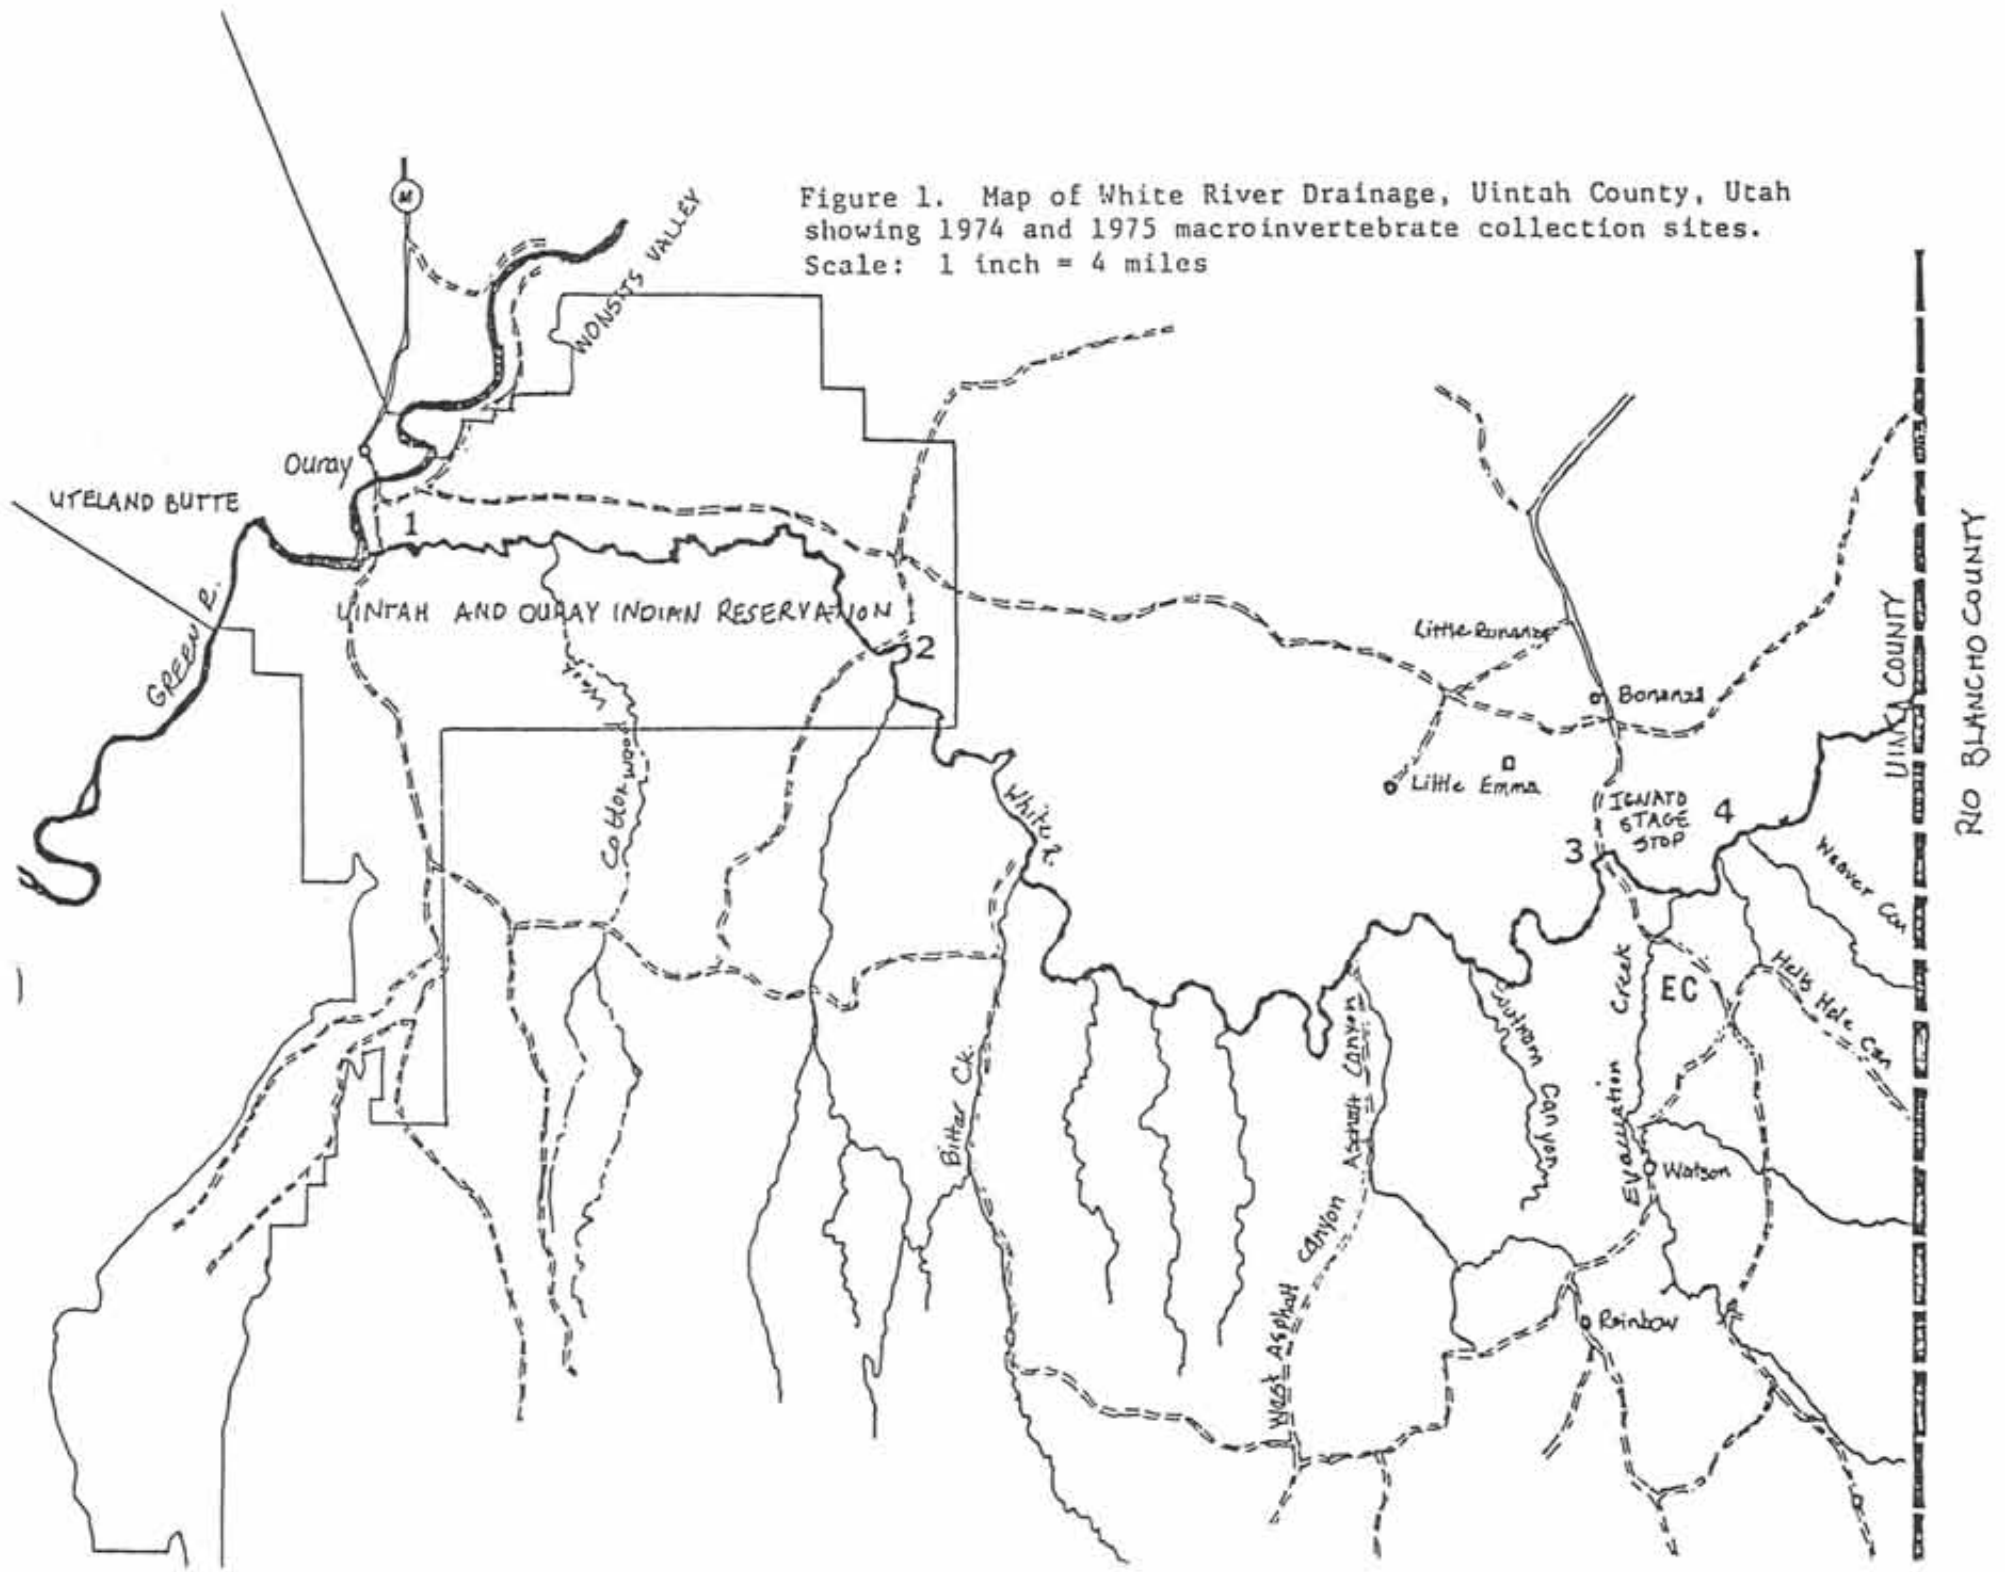 Figure 1. Map of White River Drainage, Uintah County, Utah
showing 1974 and 1975 macroinvertebrate collection sites.
Scale: 1 inch = 4 miles
M
WONSITS VALLEY
Ouray
UTELAND BUTTE
1
GREEN R.
UINTAH AND OURAY INDIAN RESERVATION
2
Little Bonanza
Bonanza
Little Emma
IGNATO
STAGE
STOP
3
4
UINTA COUNTY
RIO BLANCHO COUNTY
Cottonwood
Wash
White R.
Weaver Can
Hells Hole Can
EC
Evacuation Creek
Southam Canyon
Asphalt Canyon
West Asphalt Canyon
Bitter Ck.
Watson
Rainbow